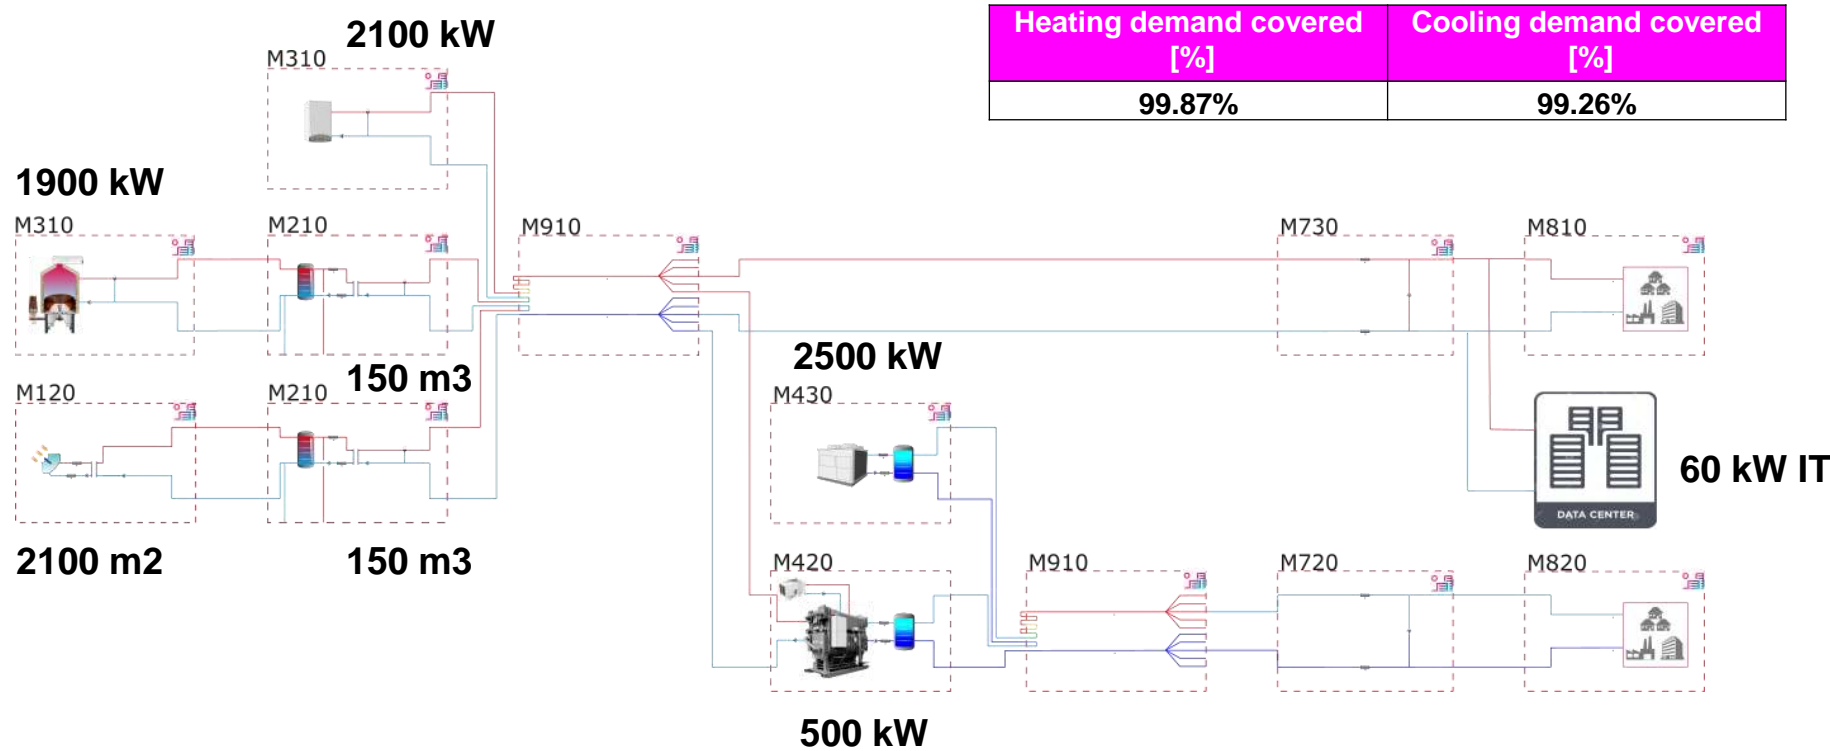 2100 kW
Heating demand covered
[%]
Cooling demand covered
[%]
99.87%
99.26%
M310
1900 kW
M310
M210
M910
M730
M810
150 m3
2500 kW
M120
M210
M430
60 kW IT
DATA CENTER
2100 m2
150 m3
M420
M910
M720
M820
500 kW